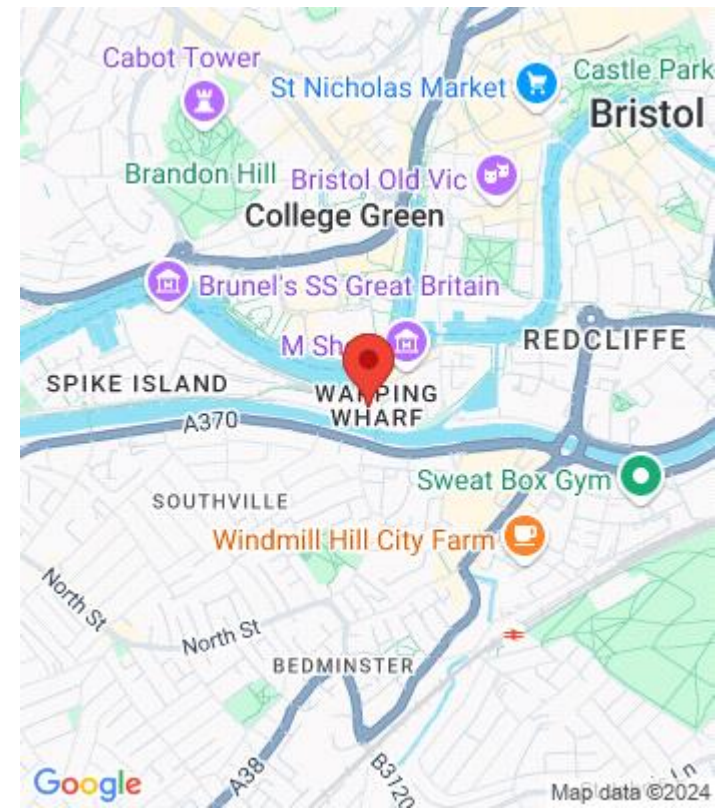 Cabot Tower
St Nicholas Market
Castle Park
Bristol
Brandon Hill
Bristol Old Vic
College Green
Brunel's SS Great Britain
M Sh
REDCLIFFE
SPIKE ISLAND
WAPPING
WHARF
A370
Sweat Box Gym
SOUTHVILLE
Windmill Hill City Farm
North St
North St
BEDMINSTER
A38
B3120
Google
Map data ©2024